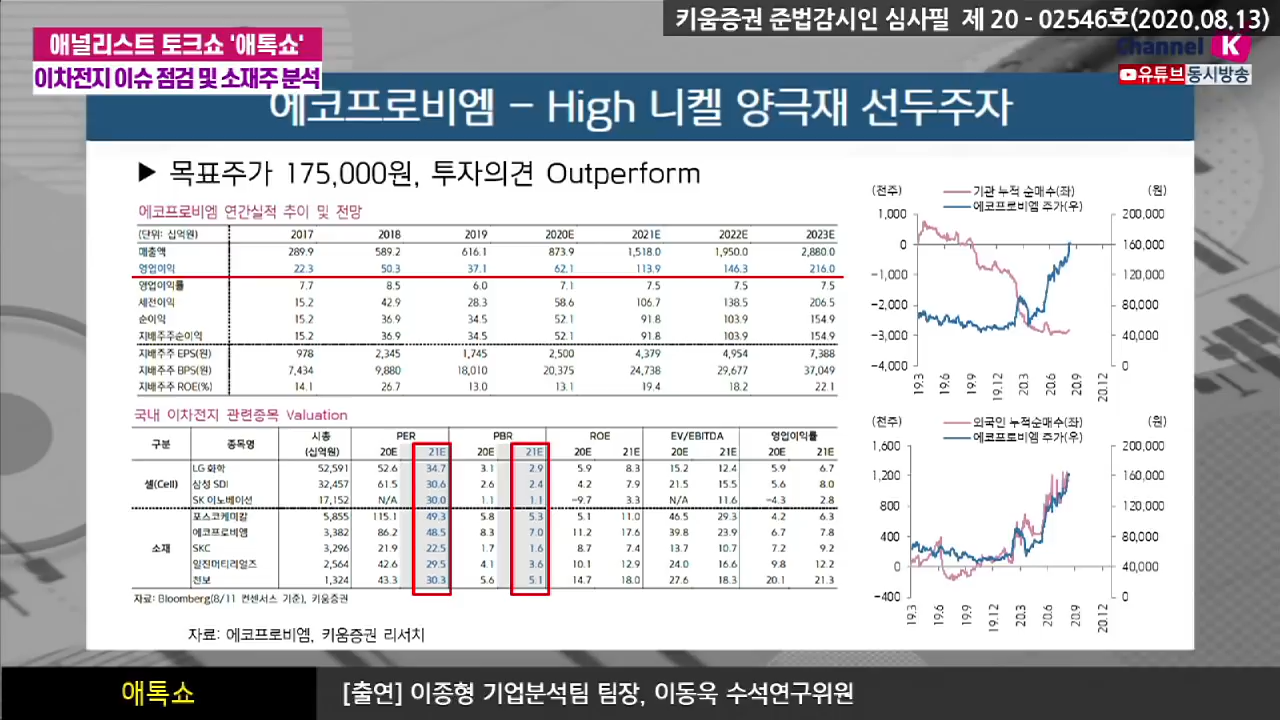 키움증권 준법감시인 심사필 제 20 - 02546호(2020.08.13)
애널리스트 토크쇼 '애톡쇼'
이차전지 이슈 점검 및 소재주 분석
Channel K
유튜브 동시방송
에코프로비엠 – High 니켈 양극재 선두주자
▶ 목표주가 175,000원, 투자의견 Outperform
에코프로비엠 연간실적 추이 및 전망
(단위: 십억원) 2017 2018 2019 2020E 2021E 2022E 2023E
매출액 289.9 589.2 616.1 873.9 1,518.0 1,950.0 2,880.0
영업이익 22.3 50.3 37.1 62.1 113.9 146.3 216.0
영업이익률 7.7 8.5 6.0 7.1 7.5 7.5 7.5
세전이익 15.2 42.9 28.3 58.6 106.7 138.5 206.5
순이익 15.2 36.9 34.5 52.1 91.8 103.9 154.9
지배주주순이익 15.2 36.9 34.5 52.1 91.8 103.9 154.9
지배주주 EPS(원) 978 2,345 1,745 2,500 4,379 4,954 7,388
지배주주 BPS(원) 7,434 9,880 18,010 20,375 24,738 29,677 37,049
지배주주 ROE(%) 14.1 26.7 13.0 13.1 19.4 18.2 22.1
국내 이차전지 관련종목 Valuation
구분 종목명 시총 (십억원) PER PBR ROE EV/EBITDA 영업이익률
20E 21E 20E 21E 20E 21E 20E 21E 20E 21E
셀(Cell)
LG 화학 52,591 52.6 34.7 3.1 2.9 5.9 8.3 15.2 12.4 5.9 6.7
삼성 SDI 32,457 61.5 30.6 2.6 2.4 4.2 7.9 21.5 15.5 5.6 8.0
SK 이노베이션 17,152 N/A 30.0 1.1 1.1 -9.7 3.3 N/A 11.6 -4.3 2.8
소재
포스코케미칼 5,855 115.1 49.3 5.8 5.3 5.1 11.0 46.5 29.3 4.2 6.3
에코프로비엠 3,382 86.2 48.5 8.3 7.0 11.2 17.6 39.8 23.9 6.7 7.8
SKC 3,296 21.9 22.5 1.7 1.6 8.7 7.4 13.7 10.7 7.2 9.2
일진머티리얼즈 2,564 42.6 29.5 4.1 3.6 10.1 12.9 24.0 16.6 9.8 12.2
천보 1,324 43.3 30.3 5.6 5.1 14.7 18.0 27.6 18.3 20.1 21.3
자료: Bloomberg(8/11 컨센서스 기준), 키움증권
자료: 에코프로비엠, 키움증권 리서치
(전주) 기관 누적 순매수(좌) (원)
에코프로비엠 주가(우)
1,000 200,000
0 160,000
-1,000 120,000
-2,000 80,000
-3,000 40,000
-4,000 0
19.3 19.6 19.9 19.12 20.3 20.6 20.9 20.12
(전주) 외국인 누적순매수(좌) (원)
에코프로비엠 주가(우)
1,600 200,000
1,200 160,000
800 120,000
400 80,000
0 40,000
-400 0
19.3 19.6 19.9 19.12 20.3 20.6 20.9 20.12
애톡쇼
[출연] 이종형 기업분석팀 팀장, 이동욱 수석연구위원